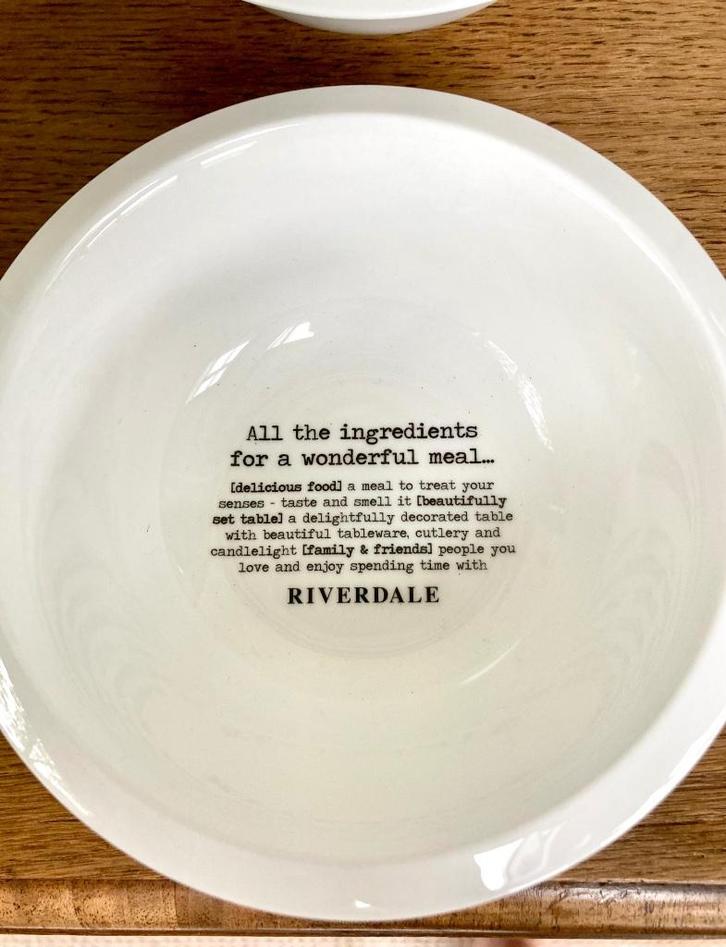 All the ingredients
for a wonderful meal...
[delicious food] a meal to treat your
senses - taste and smell it [beautifully
set table] a delightfully decorated table
with beautiful tableware, cutlery and
candlelight [family & friends] people you
love and enjoy spending time with
RIVERDALE